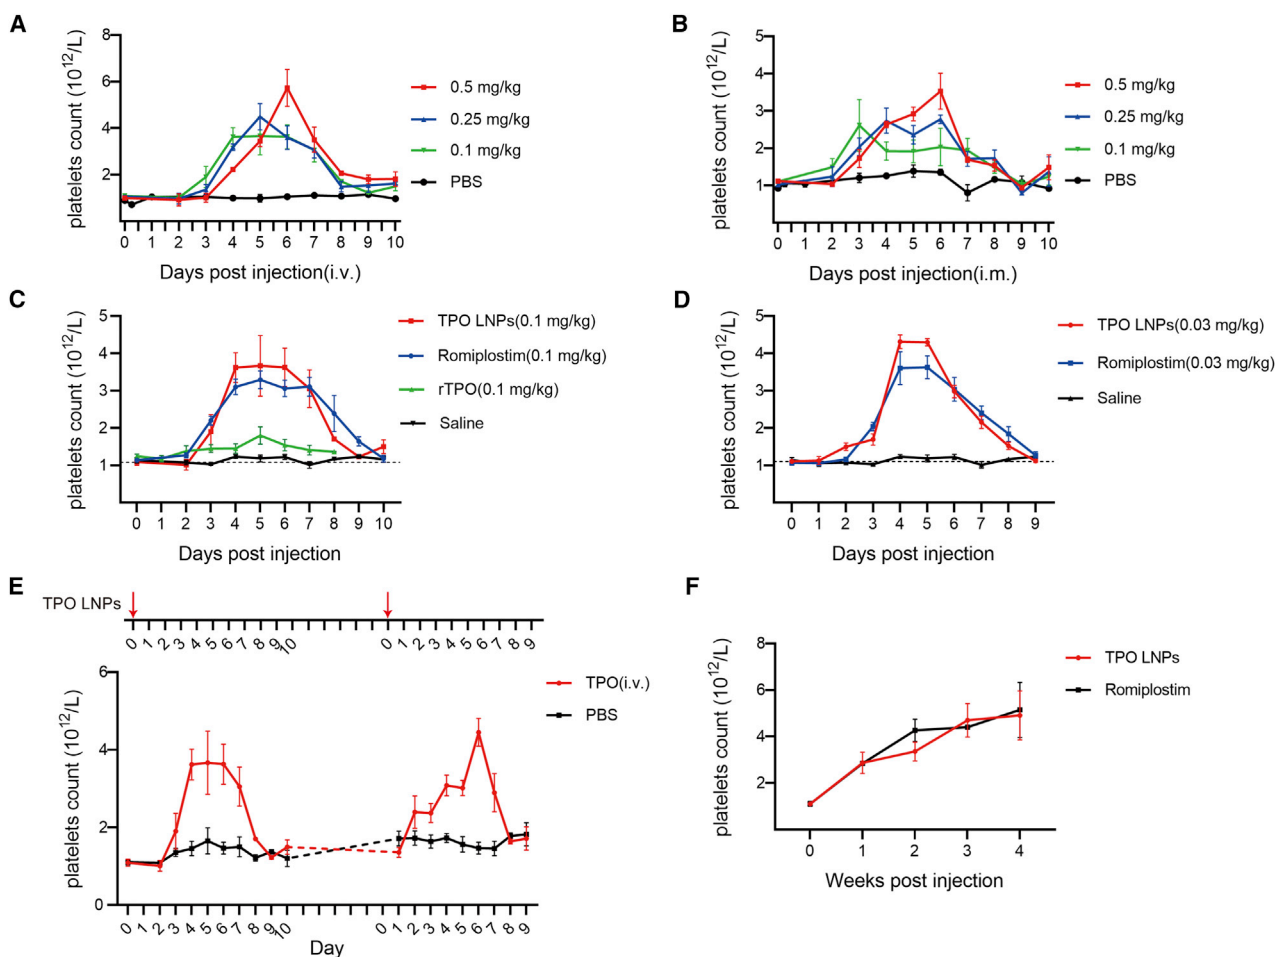 A
platelets count (10¹²/L)
8
6
4
2
0 1 2 3 4 5 6 7 8 9 10
Days post injection(i.v.)
0.5 mg/kg
0.25 mg/kg
0.1 mg/kg
PBS
B
platelets count (10¹²/L)
5
4
3
2
1
0 1 2 3 4 5 6 7 8 9 10
Days post injection(i.m.)
0.5 mg/kg
0.25 mg/kg
0.1 mg/kg
PBS
C
platelets count (10¹²/L)
5
4
3
2
1
0 1 2 3 4 5 6 7 8 9 10
Days post injection
TPO LNPs(0.1 mg/kg)
Romiplostim(0.1 mg/kg)
rTPO(0.1 mg/kg)
Saline
D
platelets count (10¹²/L)
5
4
3
2
1
0 1 2 3 4 5 6 7 8 9
Days post injection
TPO LNPs(0.03 mg/kg)
Romiplostim(0.03 mg/kg)
Saline
E
TPO LNPs
0 1 2 3 4 5 6 7 8 9 10 0 1 2 3 4 5 6 7 8 9
platelets count (10¹²/L)
6
4
2
0
0 1 2 3 4 5 6 7 8 9 10 0 1 2 3 4 5 6 7 8 9
Day
TPO(i.v.)
PBS
F
platelets count (10¹²/L)
8
6
4
2
0 1 2 3 4
Weeks post injection
TPO LNPs
Romiplostim